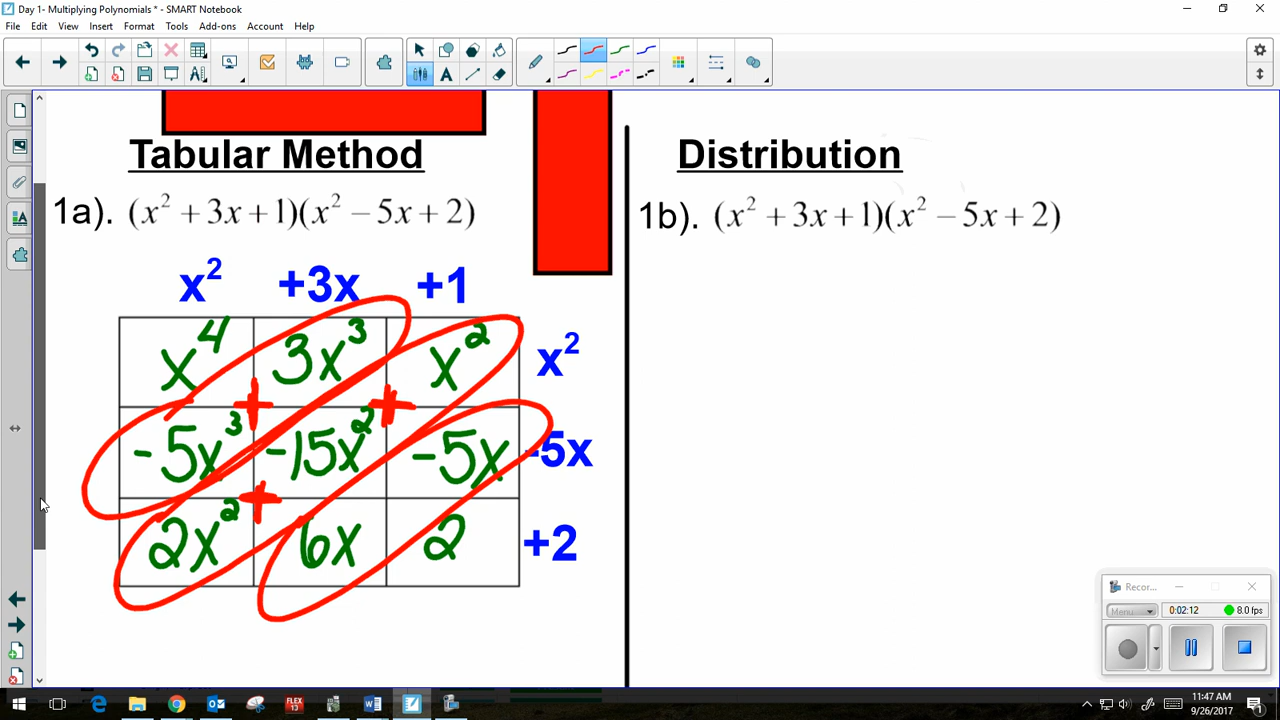 Day 1- Multiplying Polynomials * - SMART Notebook
File Edit View Insert Format Tools Add-ons Account Help
Tabular Method
Distribution
1a). (x² + 3x + 1)(x² − 5x + 2)
1b). (x² + 3x + 1)(x² − 5x + 2)
x² +3x +1
x⁴ 3x³ x² x²
+ +
-5x³ -15x² -5x -5x
+
2x² 6x 2 +2
Recor...
Menu 0:02:12 8.0 fps
FLEX
13
11:47 AM
9/26/2017